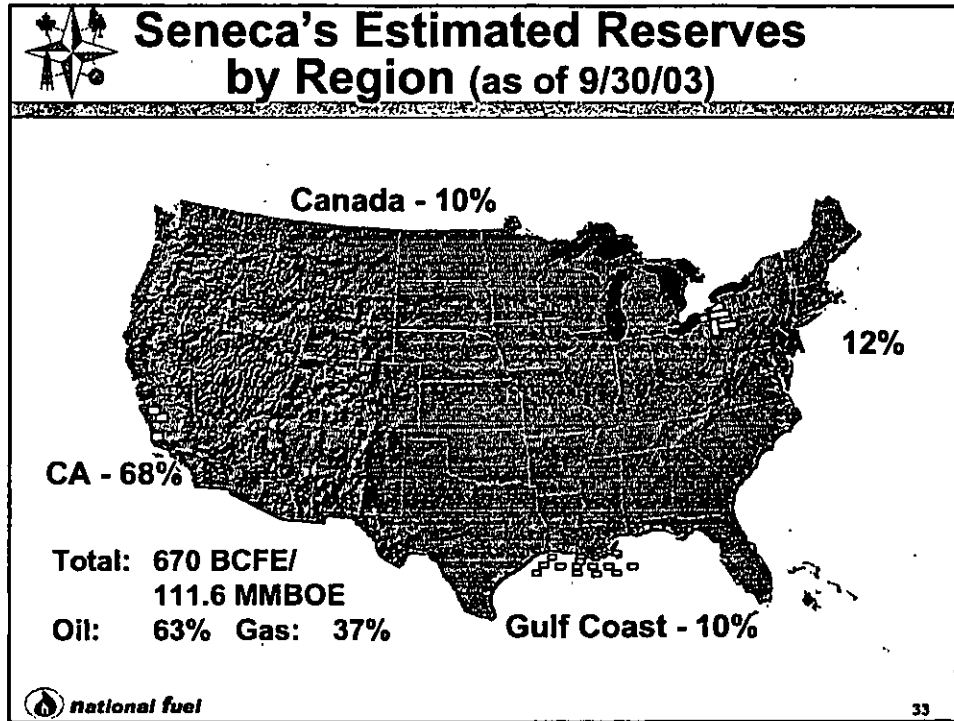 Seneca's Estimated Reserves
by Region (as of 9/30/03)
Canada - 10%
12%
CA - 68%
Total: 670 BCFE/
111.6 MMBOE
Oil: 63% Gas: 37%
Gulf Coast - 10%
national fuel
33